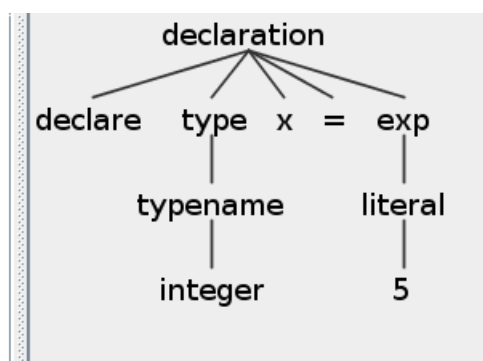 declaration
declare type x = exp
typename literal
integer 5